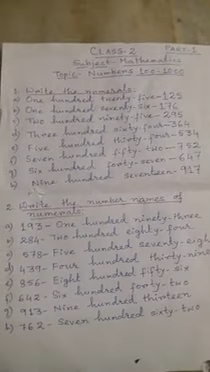 CLASS-2 PART-1
Subject- Mathematics
Topic- Numbers 100-1000
1. Write the numerals:
a) One hundred twenty-five-125
b) One hundred seventy-six-176
c) Two hundred ninety-five-295
d) Three hundred sixty-four-364
e) Five hundred thirty-four-534
f) Seven hundred fifty-two-752
g) Six hundred forty-seven-647
h) Nine hundred seventeen-917
2. Write the number names of
numerals:
a) 193- One hundred ninety-three
b) 284- Two hundred eighty-four
c) 578- Five hundred seventy-eigh
d) 439- Four hundred thirty-nine
e) 856- Eight hundred fifty-six
f) 642- Six hundred forty-two
g) 913- Nine hundred thirteen
h) 762- Seven hundred sixty-two